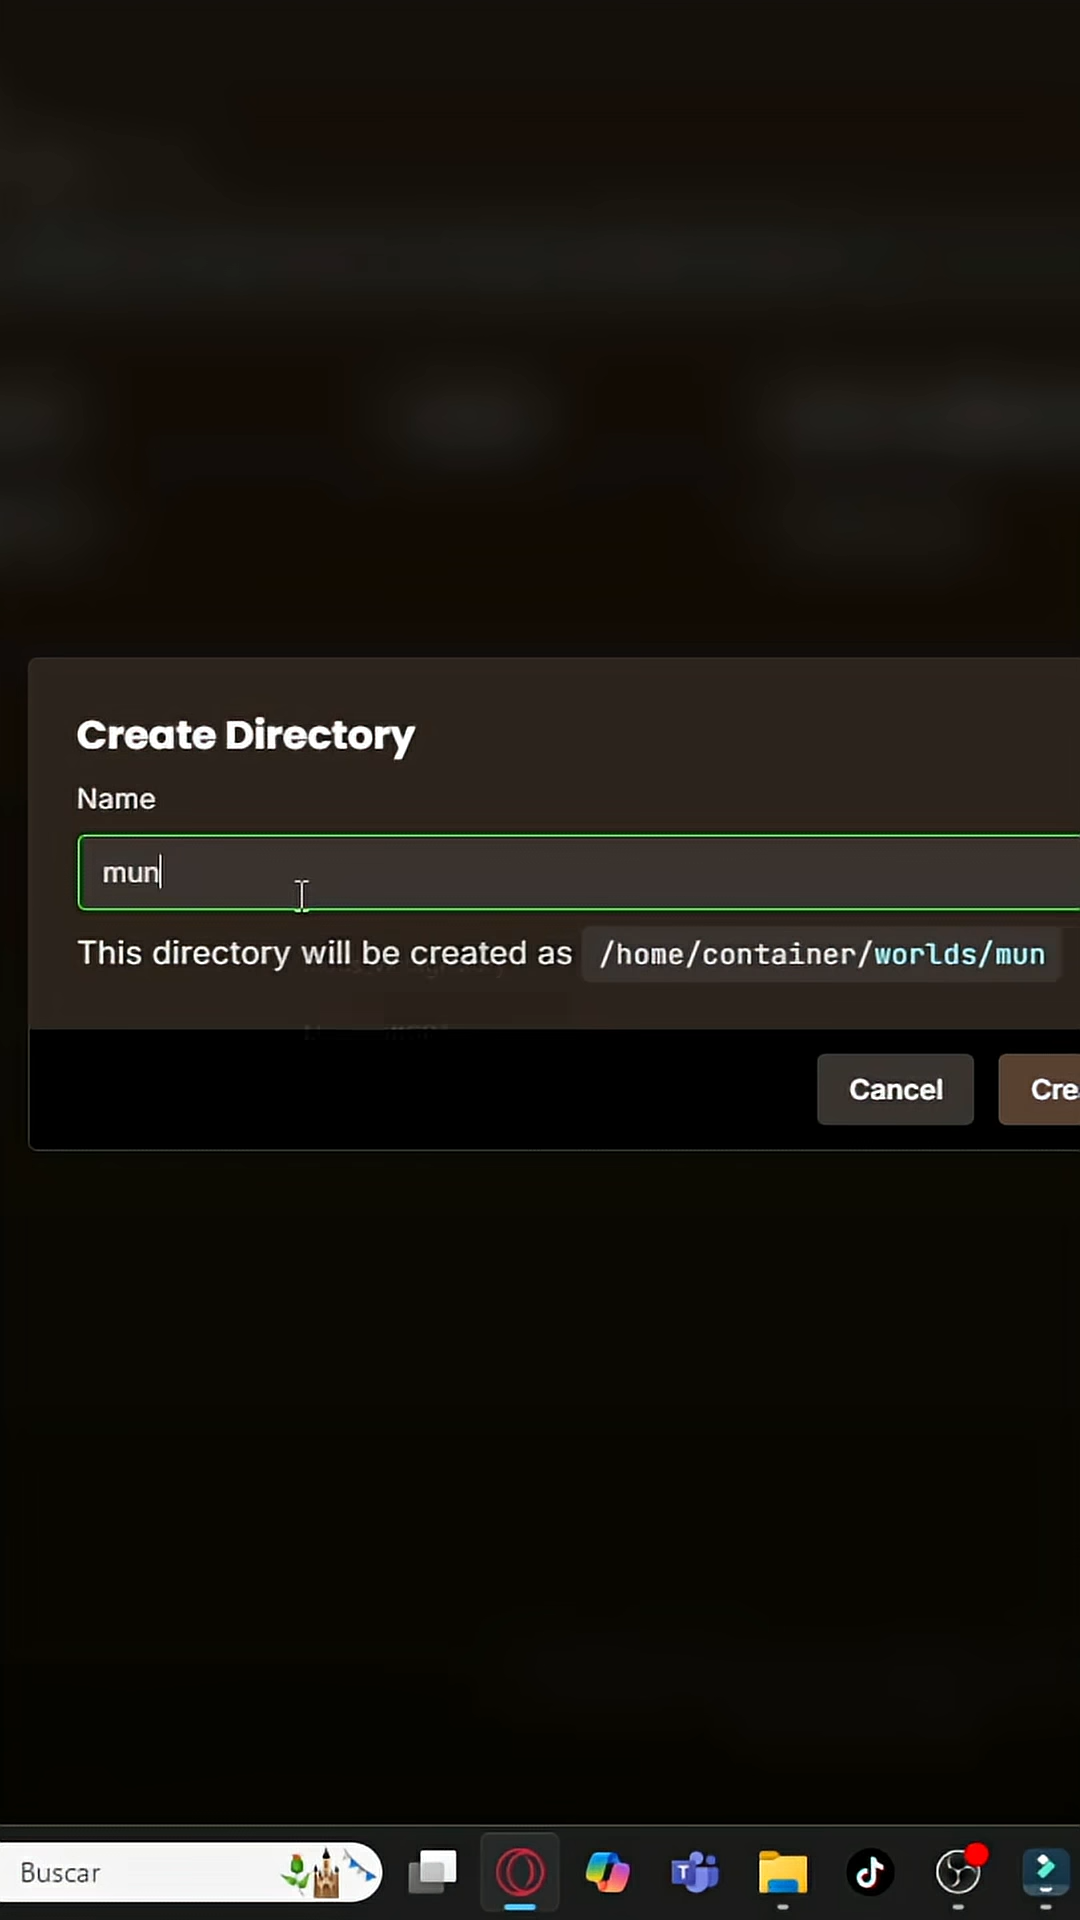 Create Directory
Name
mun
This directory will be created as /home/container/worlds/mun
Cancel
Cre
Buscar